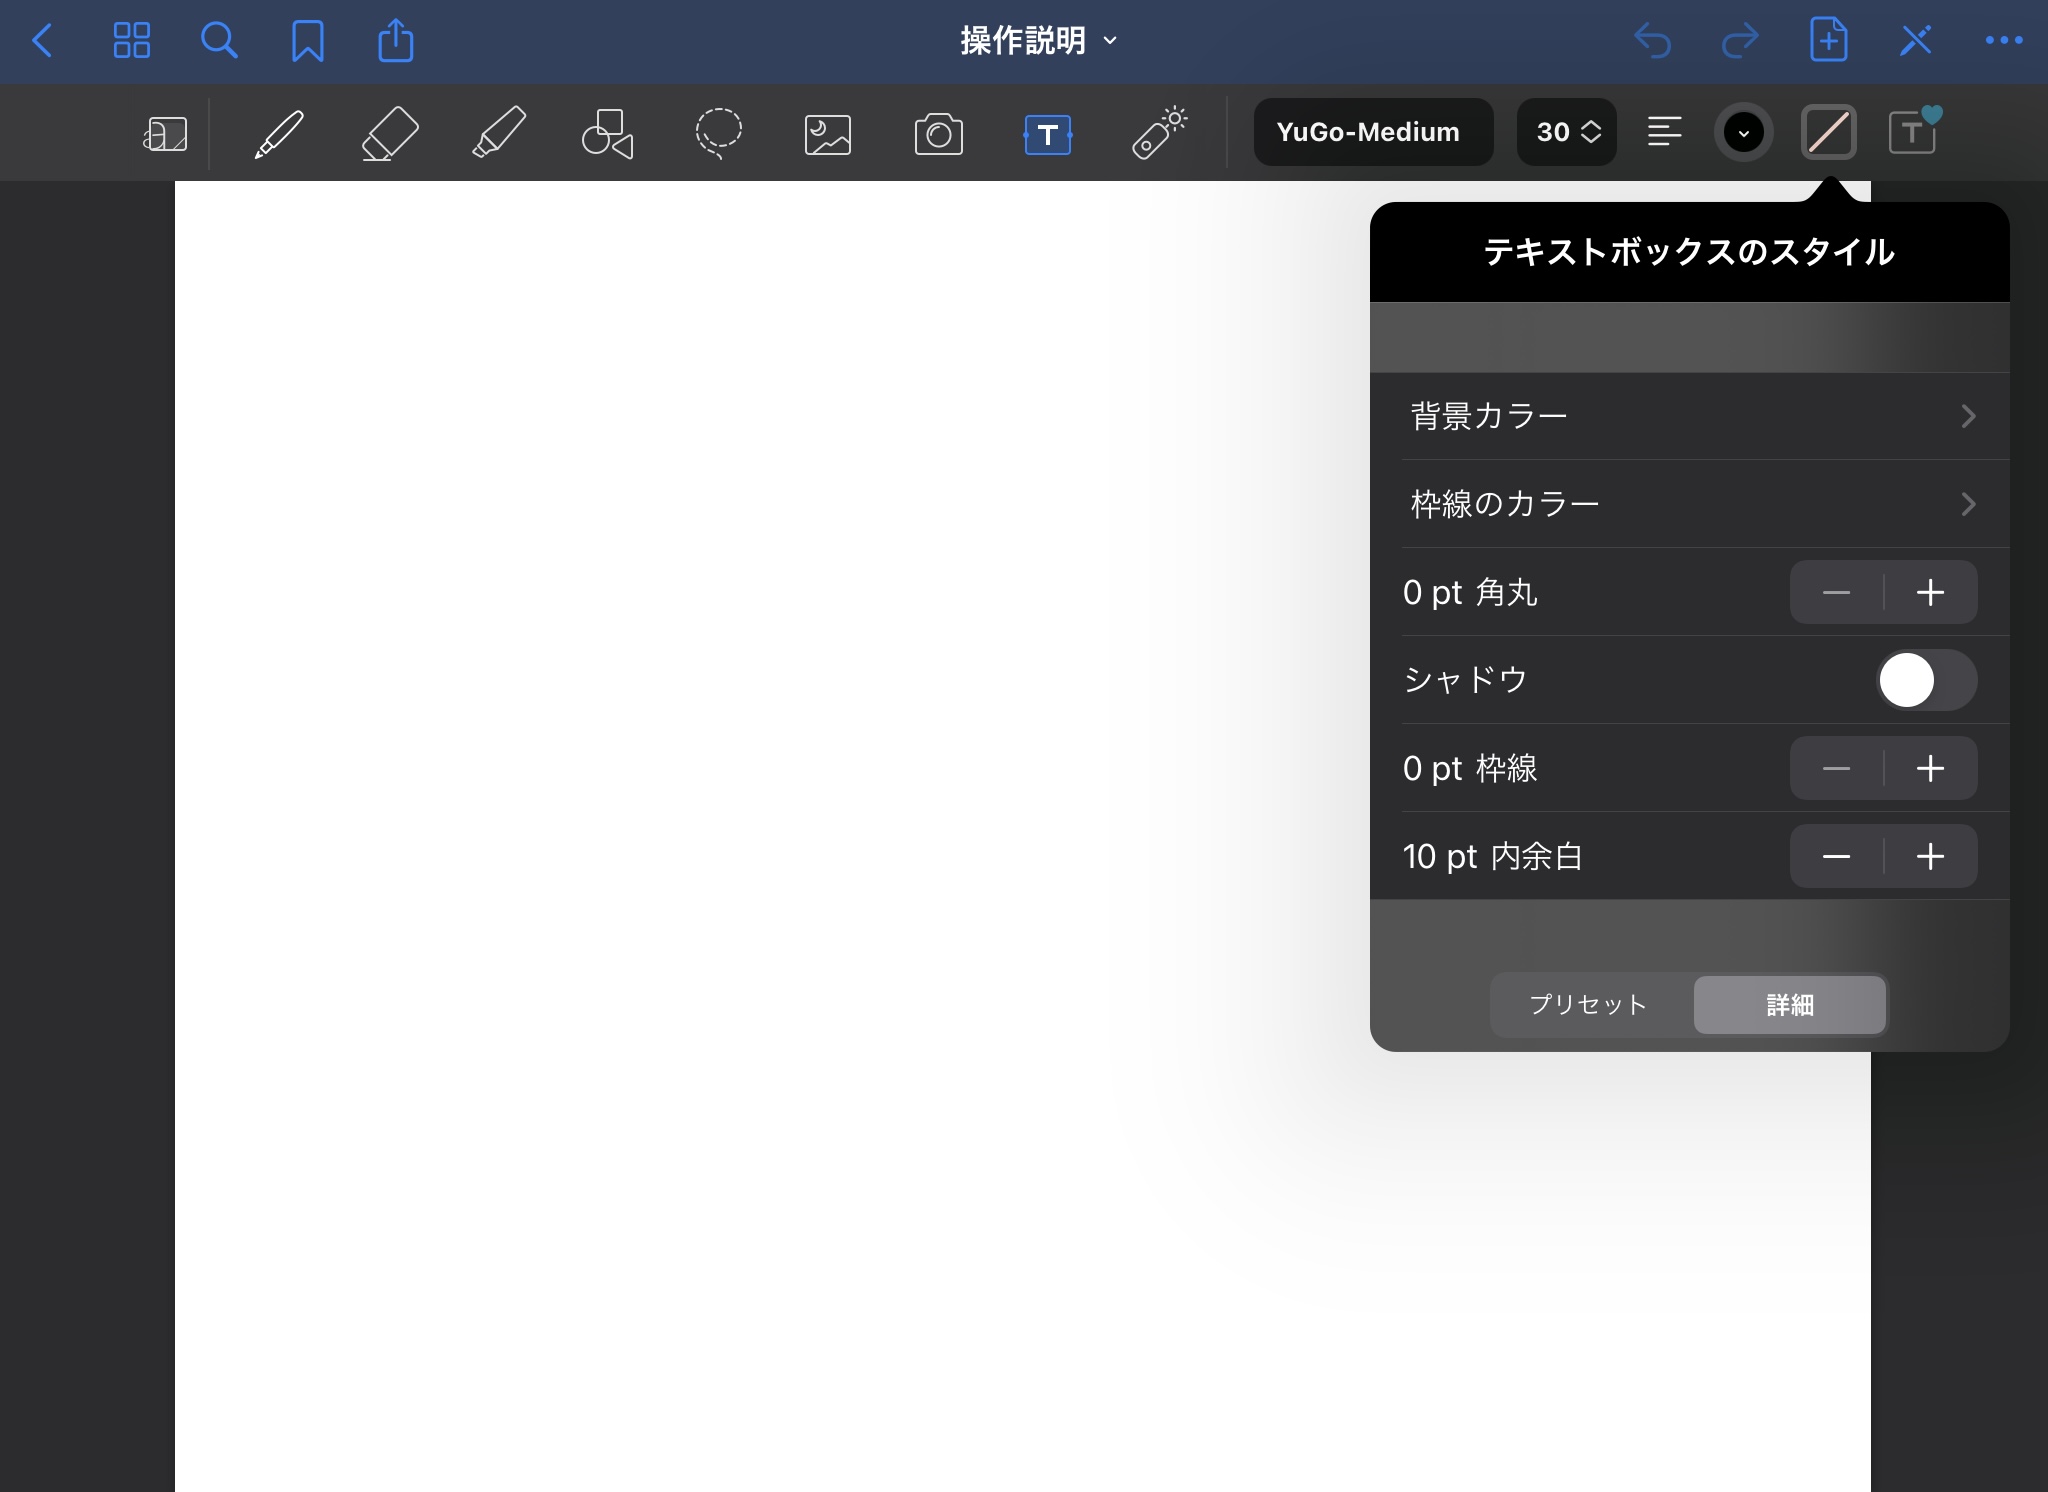 操作説明
YuGo-Medium
30
テキストボックスのスタイル
背景カラー
枠線のカラー
0 pt 角丸
シャドウ
0 pt 枠線
10 pt 内余白
プリセット
詳細